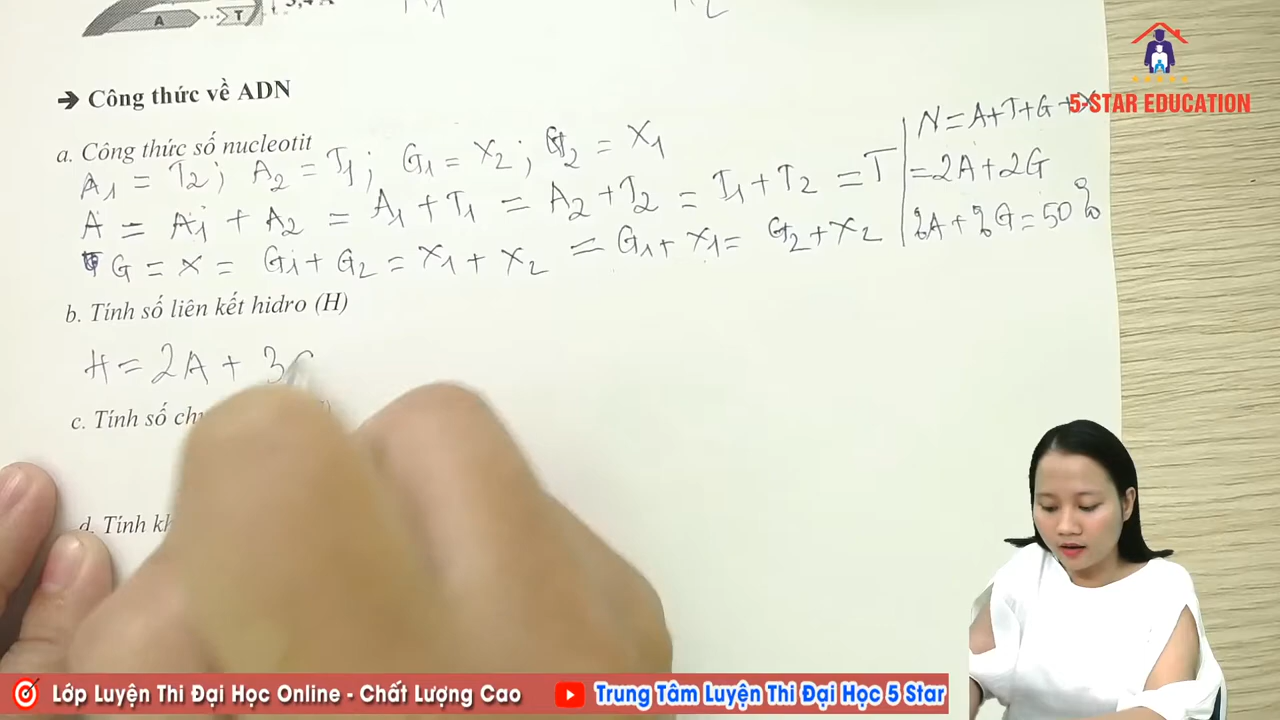 A T 3,4 A
5-STAR EDUCATION
➔ Công thức về ADN
a. Công thức số nucleotit
A1 = T2; A2 = T1; G1 = X2; G2 = X1
A = A1 + A2 = A1 + T1 = A2 + T2 = T1 + T2 = T
G = X = G1 + G2 = X1 + X2 = G1 + X1 = G2 + X2
N = A+T+G+X
= 2A + 2G
%A + %G = 50%
b. Tính số liên kết hidro (H)
H = 2A + 3G
c. Tính số
d. Tính
Lớp Luyện Thi Đại Học Online - Chất Lượng Cao
Trung Tâm Luyện Thi Đại Học 5 Star